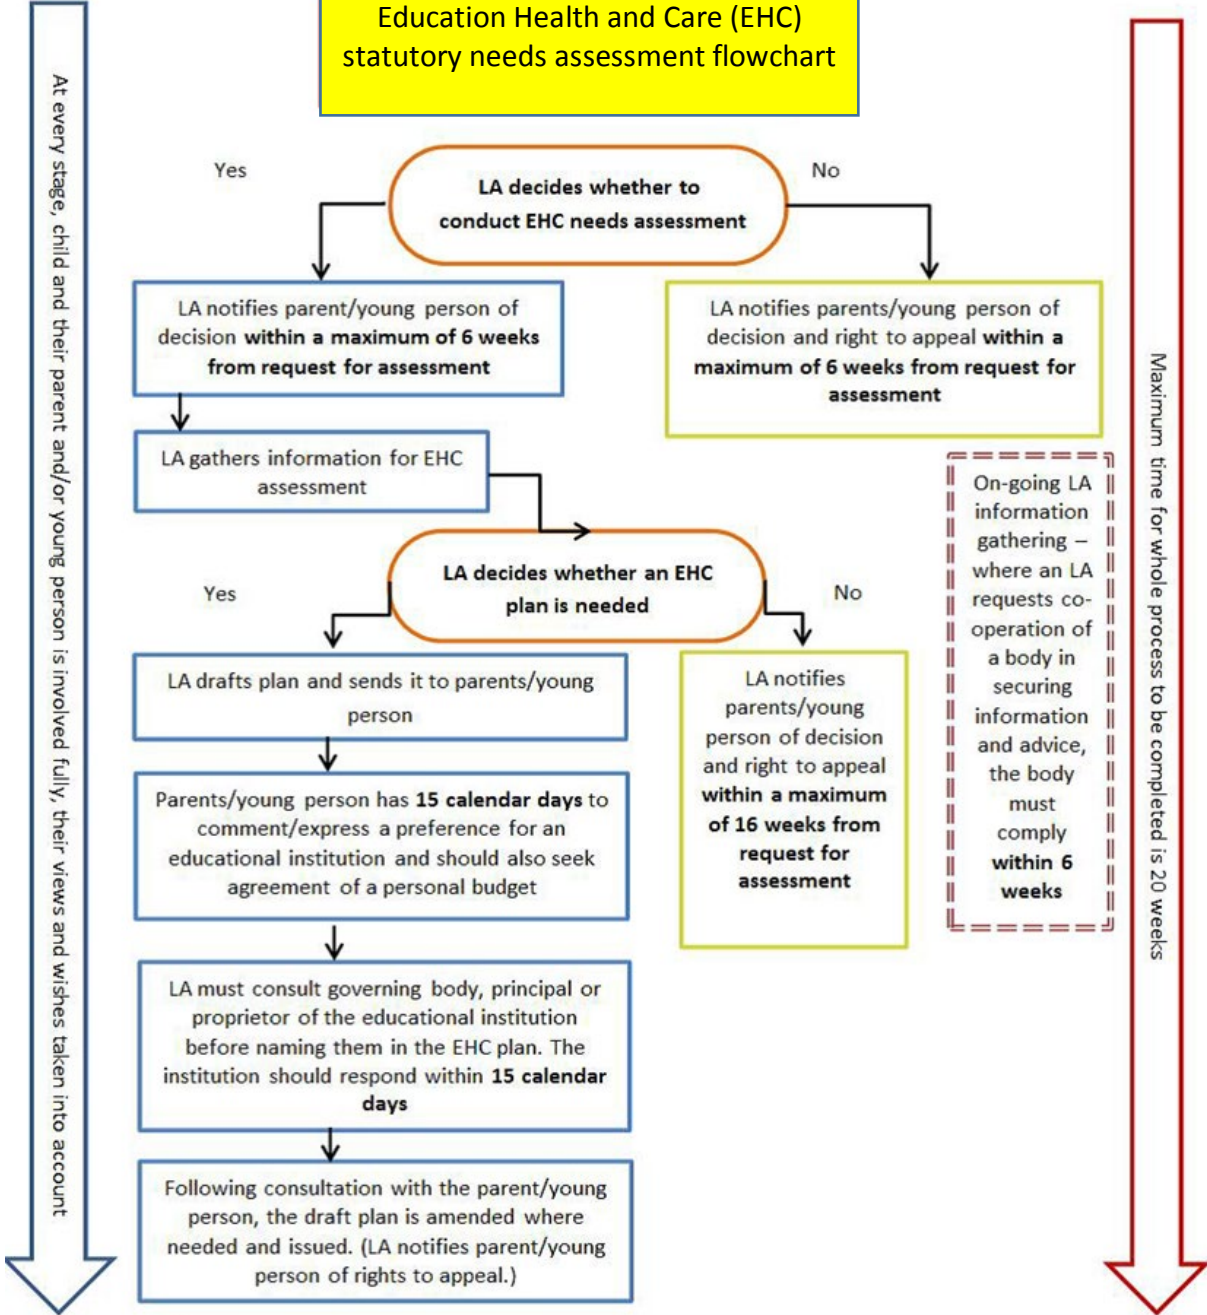 Education Health and Care (EHC)
statutory needs assessment flowchart
At every stage, child and their parent and/or young person is involved fully, their views and wishes taken into account
Yes
LA decides whether to
conduct EHC needs assessment
No
LA notifies parent/young person of
decision within a maximum of 6 weeks
from request for assessment
LA notifies parents/young person of
decision and right to appeal within a
maximum of 6 weeks from request for
assessment
LA gathers information for EHC
assessment
Yes
LA decides whether an EHC
plan is needed
No
LA drafts plan and sends it to parents/young
person
LA notifies
parents/young
person of decision
and right to appeal
within a maximum
of 16 weeks from
request for
assessment
On-going LA
information
gathering –
where an LA
requests co-
operation of
a body in
securing
information
and advice,
the body
must
comply
within 6
weeks
Parents/young person has 15 calendar days to
comment/express a preference for an
educational institution and should also seek
agreement of a personal budget
LA must consult governing body, principal or
proprietor of the educational institution
before naming them in the EHC plan. The
institution should respond within 15 calendar
days
Following consultation with the parent/young
person, the draft plan is amended where
needed and issued. (LA notifies parent/young
person of rights to appeal.)
Maximum time for whole process to be completed is 20 weeks